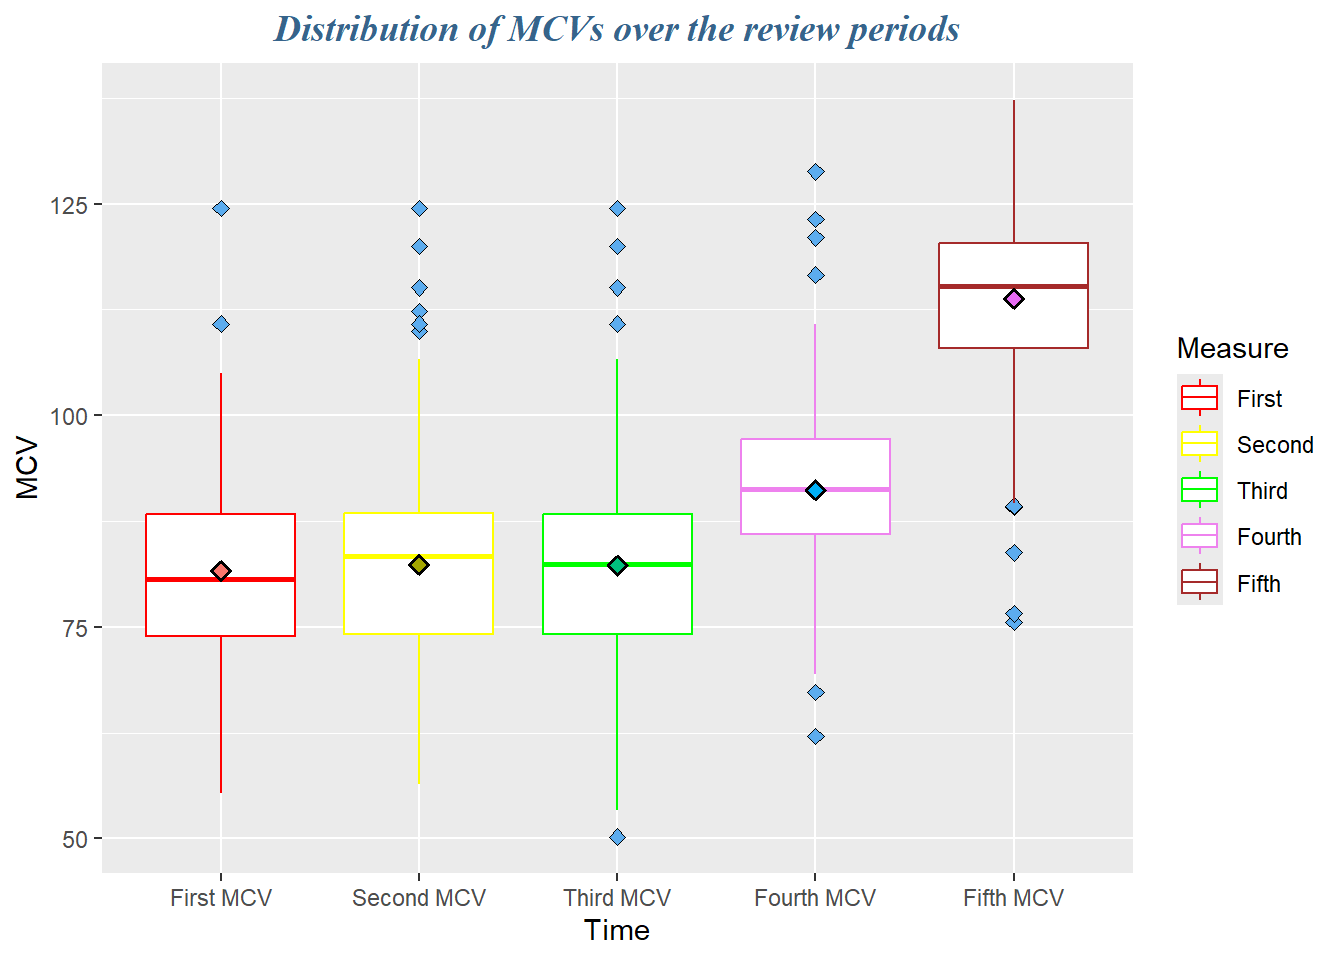 Distribution of MCVs over the review periods
MCV
125
100
75
50
First MCV
Second MCV
Third MCV
Fourth MCV
Fifth MCV
Time
Measure
First
Second
Third
Fourth
Fifth